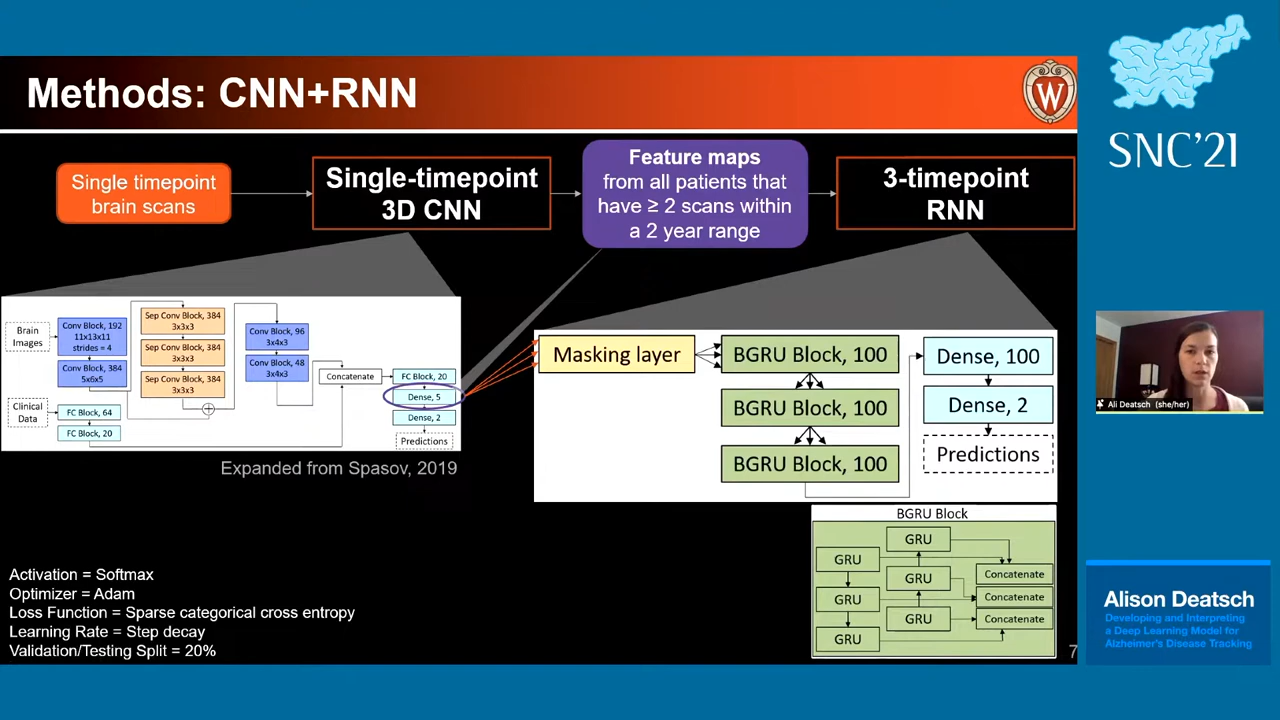 Methods: CNN+RNN
W
SNC'21
Single timepoint
brain scans
Single-timepoint
3D CNN
Feature maps
from all patients that
have ≥ 2 scans within
a 2 year range
3-timepoint
RNN
Brain
Images
Conv Block, 192
11x13x11
strides = 4
Conv Block, 384
5x6x5
Sep Conv Block, 384
3x3x3
Sep Conv Block, 384
3x3x3
Sep Conv Block, 384
3x3x3
Conv Block, 96
3x4x3
Conv Block, 48
3x4x3
Clinical
Data
FC Block, 64
FC Block, 20
Concatenate
FC Block, 20
Dense, 5
Dense, 2
Predictions
Expanded from Spasov, 2019
Masking layer
BGRU Block, 100
BGRU Block, 100
BGRU Block, 100
Dense, 100
Dense, 2
Predictions
BGRU Block
GRU
GRU
GRU
GRU
GRU
GRU
Concatenate
Concatenate
Concatenate
Activation = Softmax
Optimizer = Adam
Loss Function = Sparse categorical cross entropy
Learning Rate = Step decay
Validation/Testing Split = 20%
7
Ali Deatsch (she/her)
Alison Deatsch
Developing and Interpreting
a Deep Learning Model for
Alzheimer's Disease Tracking